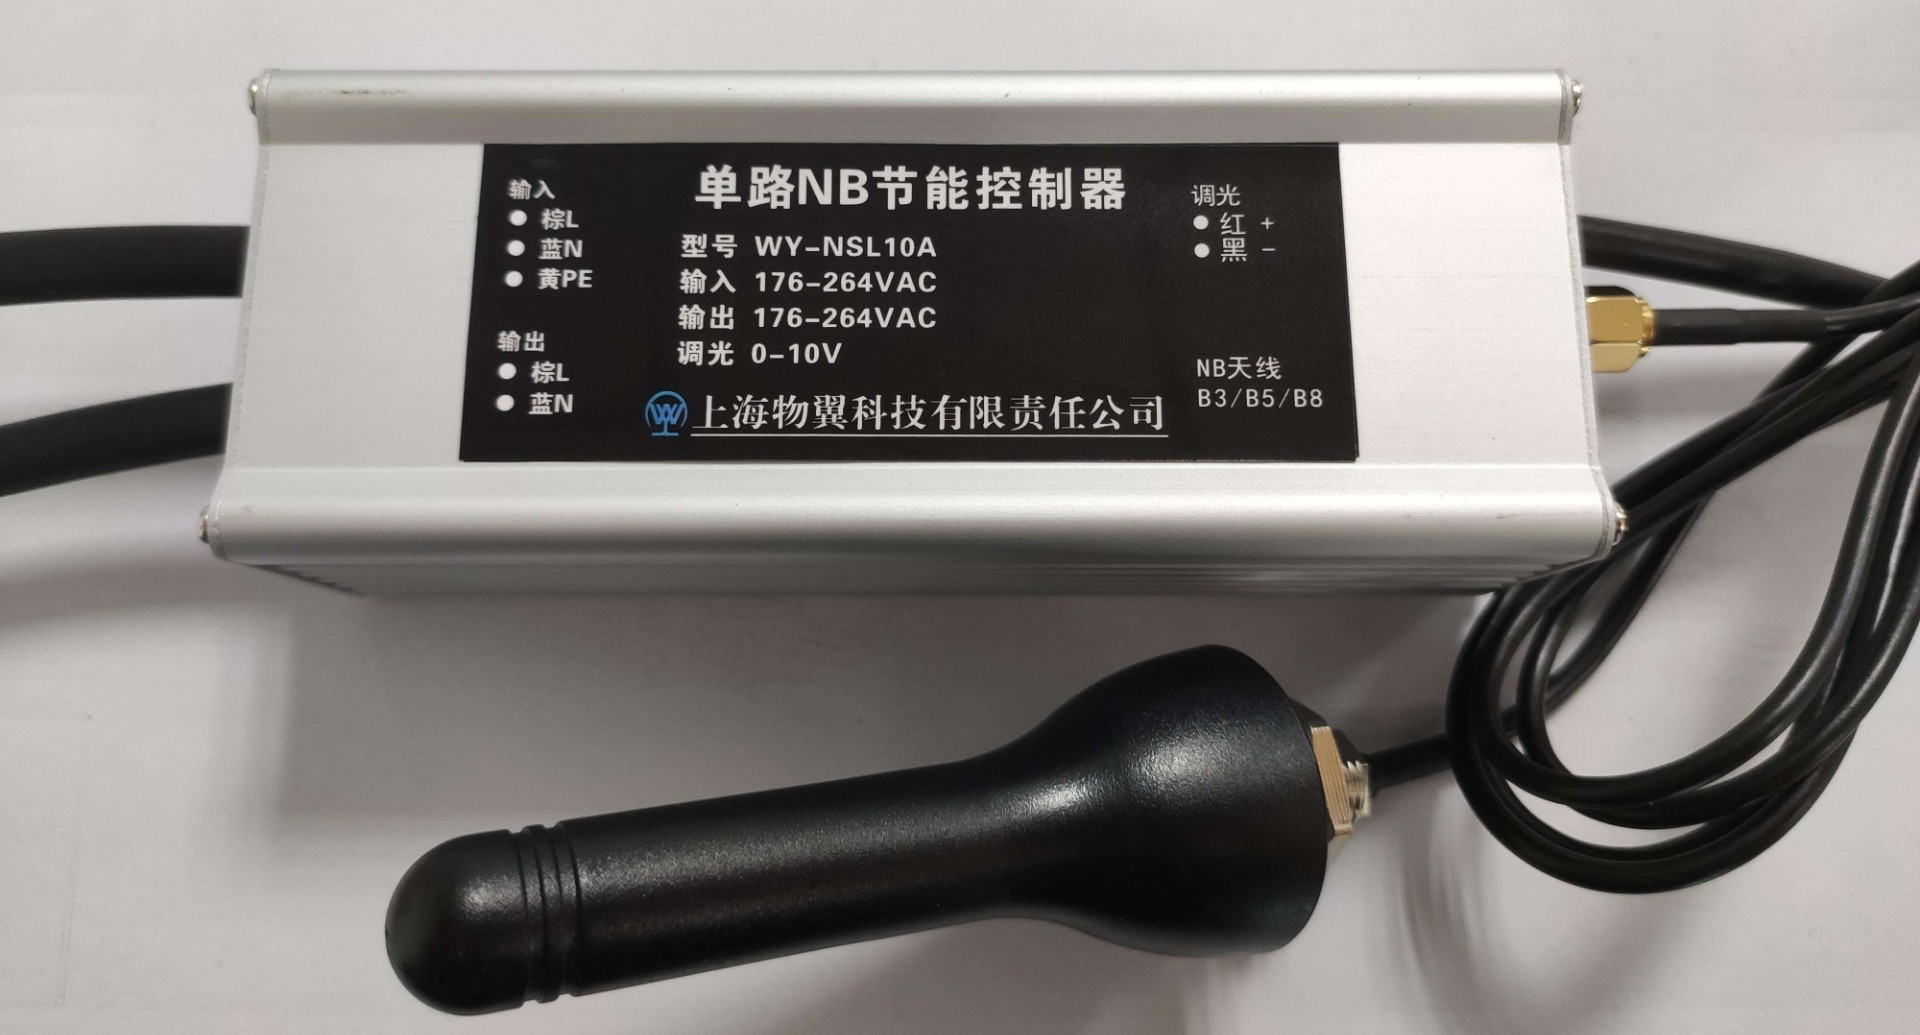 单路NB节能控制器
型号 WY-NSL10A
输入 176-264VAC
输出 176-264VAC
调光 0-10V
输入
棕L
蓝N
黄PE
输出
棕L
蓝N
调光
红 +
黑 -
NB天线
B3/B5/B8
W 上海物翼科技有限责任公司